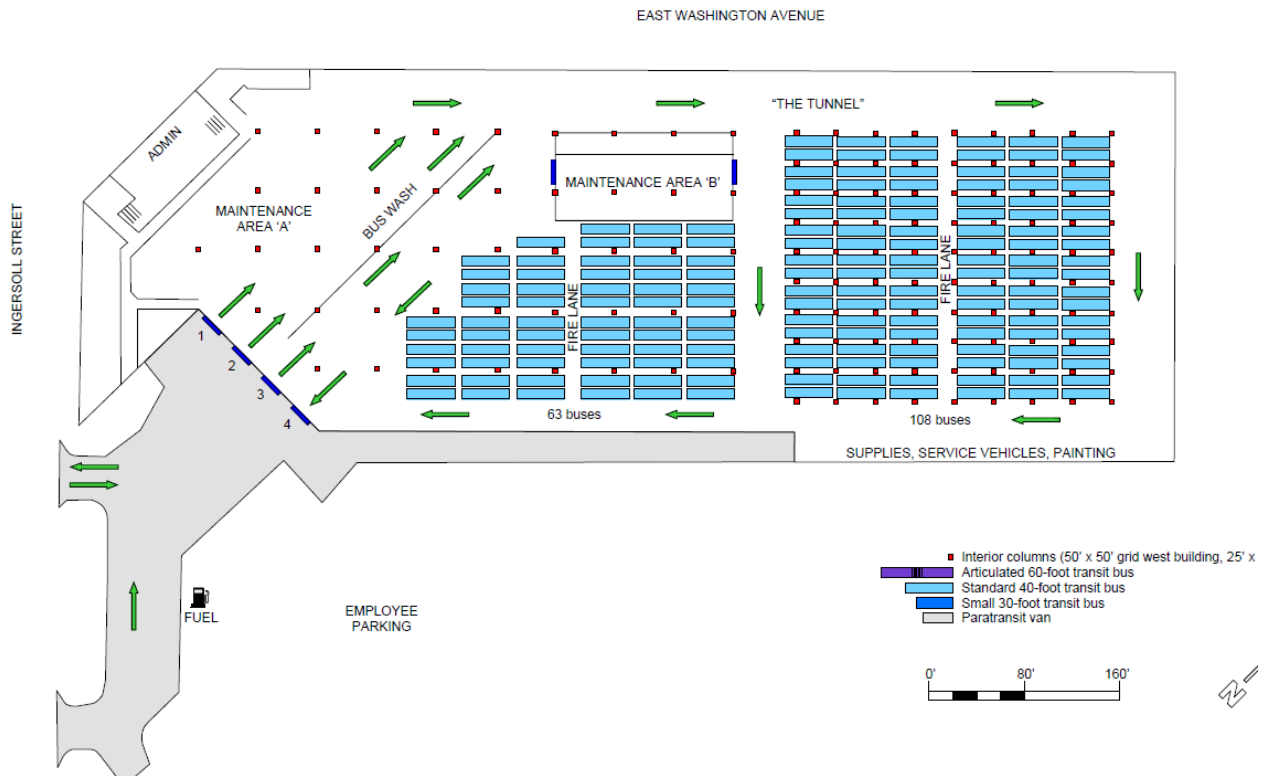 EAST WASHINGTON AVENUE
"THE TUNNEL"
ADMIN
MAINTENANCE AREA 'B'
MAINTENANCE
AREA 'A'
BUS WASH
INGERSOLL STREET
FIRE LANE
FIRE LANE
1
2
3
4
63 buses
108 buses
SUPPLIES, SERVICE VEHICLES, PAINTING
FUEL
EMPLOYEE
PARKING
Interior columns (50' x 50' grid west building, 25' x
Articulated 60-foot transit bus
Standard 40-foot transit bus
Small 30-foot transit bus
Paratransit van
0' 80' 160'
N